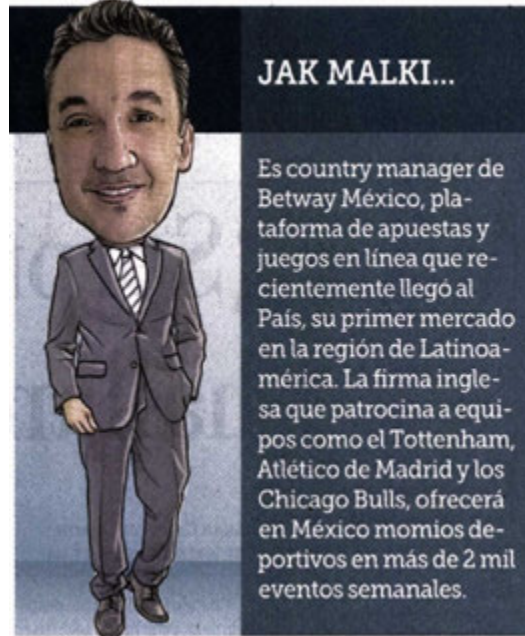 JAK MALKI...
Es country manager de
Betway México, pla-
taforma de apuestas y
juegos en línea que re-
cientemente llegó al
País, su primer mercado
en la región de Latinoa-
mérica. La firma ingle-
sa que patrocina a equi-
pos como el Tottenham,
Atlético de Madrid y los
Chicago Bulls, ofrecerá
en México momios de-
portivos en más de 2 mil
eventos semanales.